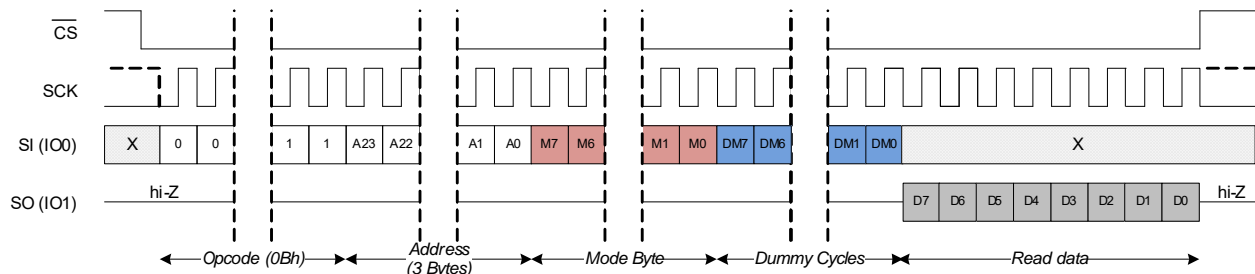 CS
SCK
SI (IO0) X 0 0 1 1 A23 A22 A1 A0 M7 M6 M1 M0 DM7 DM6 DM1 DM0 X
hi-Z
SO (IO1) D7 D6 D5 D4 D3 D2 D1 D0 hi-Z
Opcode (0Bh) Address Mode Byte Dummy Cycles Read data
(3 Bytes)